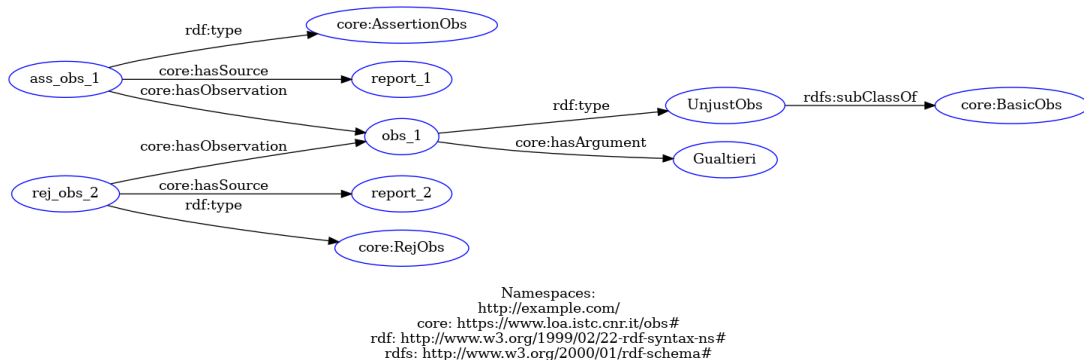 core:AssertionObs
rdf:type
ass_obs_1
core:hasSource
report_1
core:hasObservation
UnjustObs
rdfs:subClassOf
core:BasicObs
rdf:type
obs_1
core:hasObservation
core:hasArgument
Gualtieri
rej_obs_2
core:hasSource
report_2
rdf:type
core:RejObs
Namespaces:
http://example.com/
core: https://www.loa.istc.cnr.it/obs#
rdf: http://www.w3.org/1999/02/22-rdf-syntax-ns#
rdfs: http://www.w3.org/2000/01/rdf-schema#